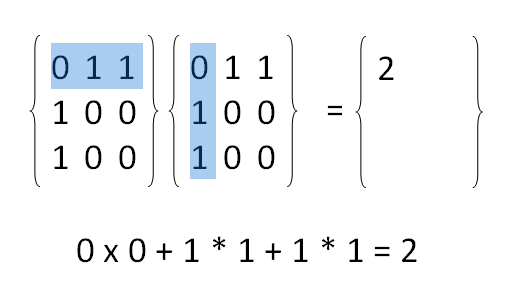 0 1 1 0 1 1 2
1 0 0 1 0 0 =
1 0 0 1 0 0
0 x 0 + 1 * 1 + 1 * 1 = 2